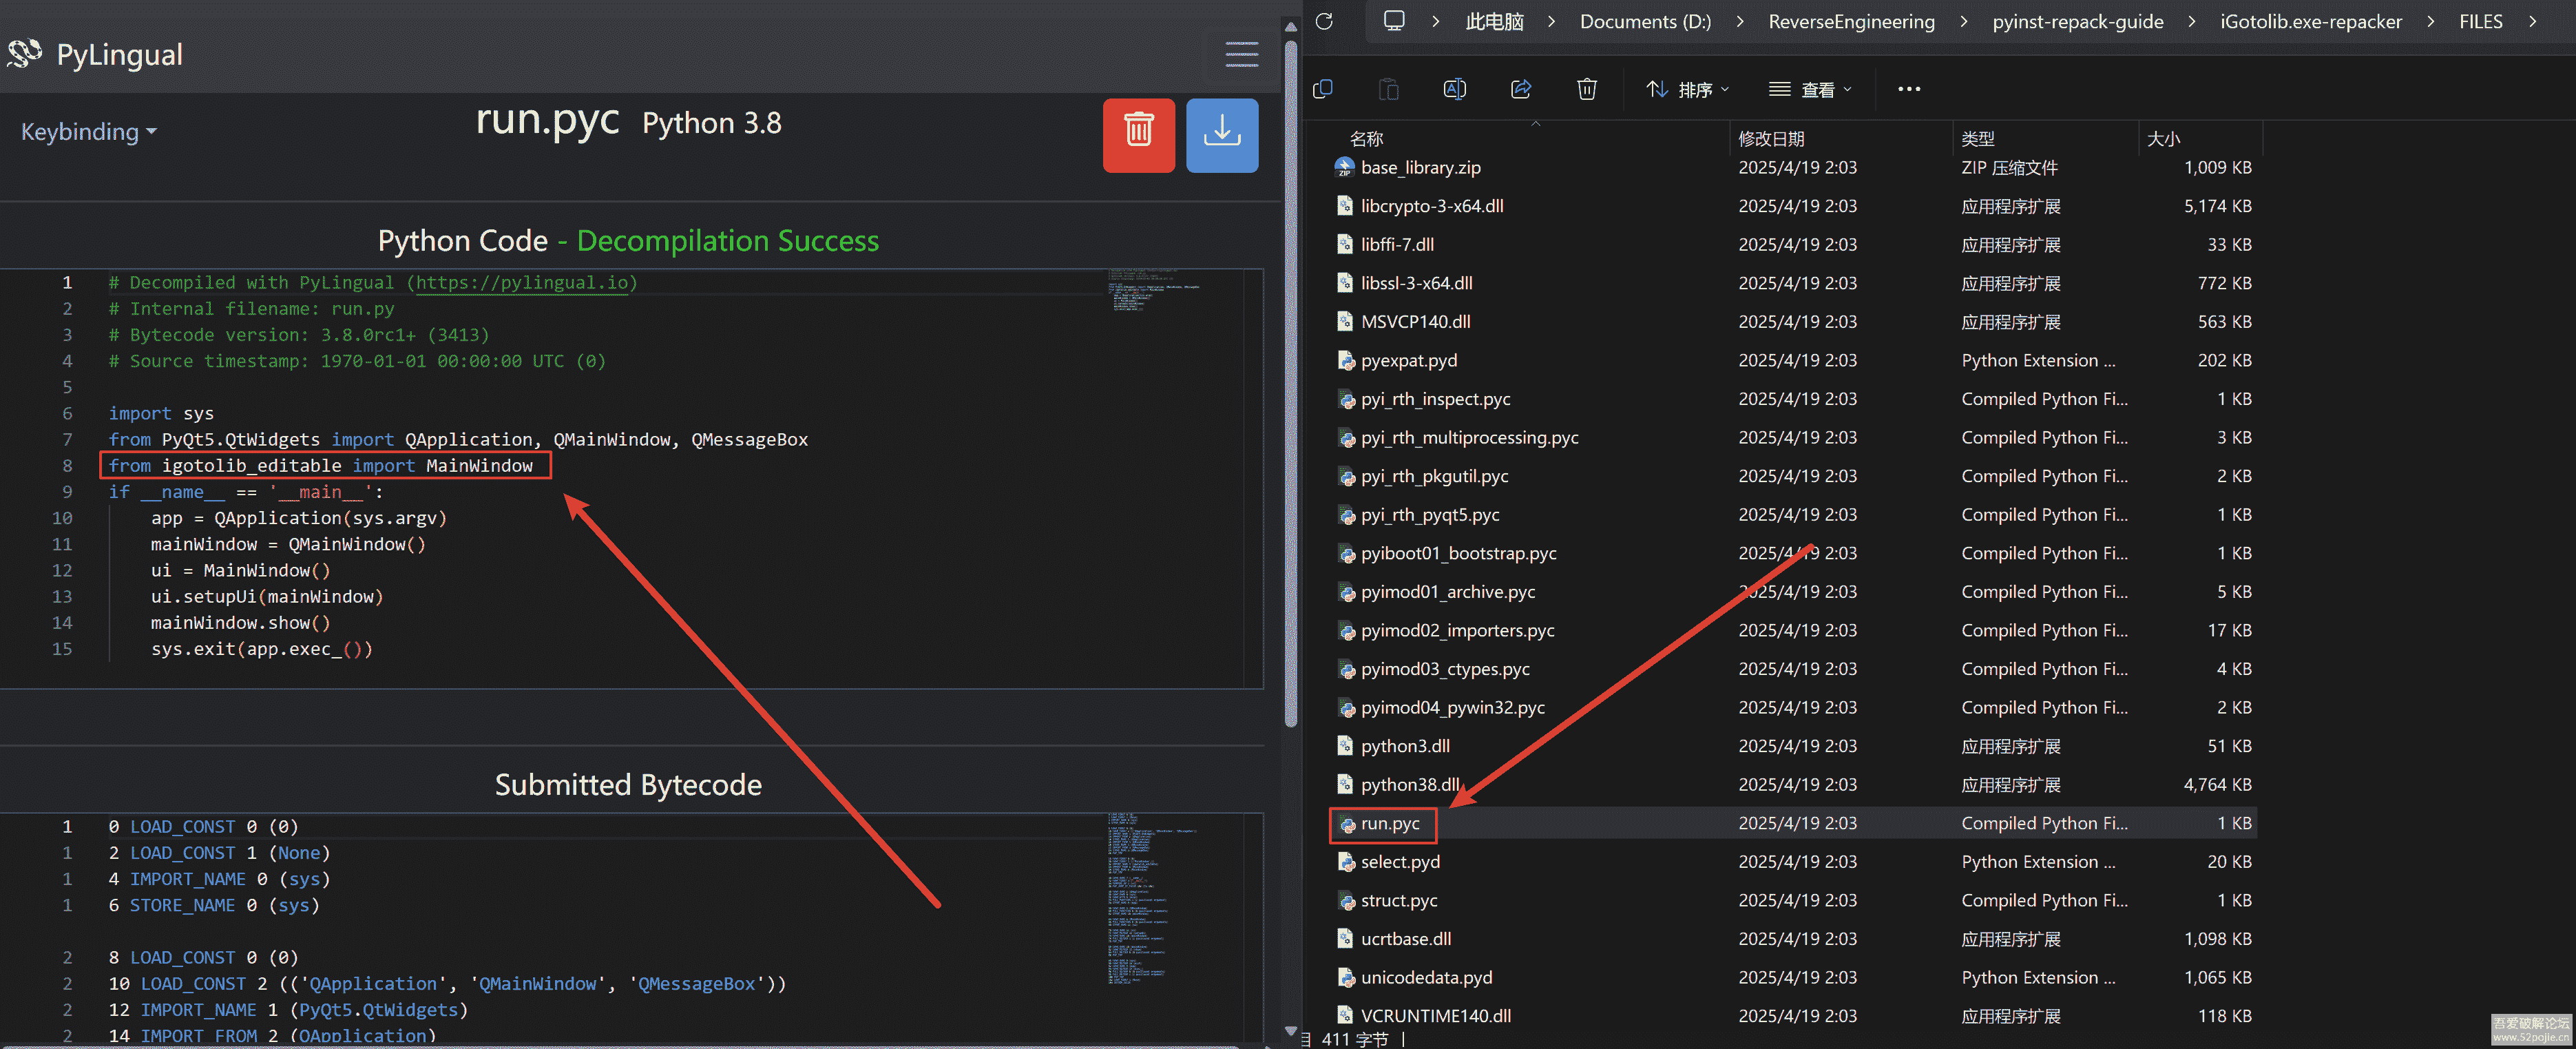 PyLingual
Keybinding
run.pyc Python 3.8
Python Code - Decompilation Success
1 # Decompiled with PyLingual (https://pylingual.io)
2 # Internal filename: run.py
3 # Bytecode version: 3.8.0rc1+ (3413)
4 # Source timestamp: 1970-01-01 00:00:00 UTC (0)
5
6 import sys
7 from PyQt5.QtWidgets import QApplication, QMainWindow, QMessageBox
8 from igotolib_editable import MainWindow
9 if __name__ == '__main__':
10 app = QApplication(sys.argv)
11 mainWindow = QMainWindow()
12 ui = MainWindow()
13 ui.setupUi(mainWindow)
14 mainWindow.show()
15 sys.exit(app.exec_())
Submitted Bytecode
1 0 LOAD_CONST 0 (0)
1 2 LOAD_CONST 1 (None)
1 4 IMPORT_NAME 0 (sys)
1 6 STORE_NAME 0 (sys)
2 8 LOAD_CONST 0 (0)
2 10 LOAD_CONST 2 (('QApplication', 'QMainWindow', 'QMessageBox'))
2 12 IMPORT_NAME 1 (PyQt5.QtWidgets)
2 14 IMPORT_FROM 2 (QApplication)
此电脑 > Documents (D:) > ReverseEngineering > pyinst-repack-guide > iGotolib.exe-repacker > FILES >
排序 查看 ···
名称 修改日期 类型 大小
base_library.zip 2025/4/19 2:03 ZIP 压缩文件 1,009 KB
libcrypto-3-x64.dll 2025/4/19 2:03 应用程序扩展 5,174 KB
libffi-7.dll 2025/4/19 2:03 应用程序扩展 33 KB
libssl-3-x64.dll 2025/4/19 2:03 应用程序扩展 772 KB
MSVCP140.dll 2025/4/19 2:03 应用程序扩展 563 KB
pyexpat.pyd 2025/4/19 2:03 Python Extension ... 202 KB
pyi_rth_inspect.pyc 2025/4/19 2:03 Compiled Python Fi... 1 KB
pyi_rth_multiprocessing.pyc 2025/4/19 2:03 Compiled Python Fi... 3 KB
pyi_rth_pkgutil.pyc 2025/4/19 2:03 Compiled Python Fi... 2 KB
pyi_rth_pyqt5.pyc 2025/4/19 2:03 Compiled Python Fi... 1 KB
pyiboot01_bootstrap.pyc 2025/4/19 2:03 Compiled Python Fi... 1 KB
pyimod01_archive.pyc 2025/4/19 2:03 Compiled Python Fi... 5 KB
pyimod02_importers.pyc 2025/4/19 2:03 Compiled Python Fi... 17 KB
pyimod03_ctypes.pyc 2025/4/19 2:03 Compiled Python Fi... 4 KB
pyimod04_pywin32.pyc 2025/4/19 2:03 Compiled Python Fi... 2 KB
python3.dll 2025/4/19 2:03 应用程序扩展 51 KB
python38.dll 2025/4/19 2:03 应用程序扩展 4,764 KB
run.pyc 2025/4/19 2:03 Compiled Python Fi... 1 KB
select.pyd 2025/4/19 2:03 Python Extension ... 20 KB
struct.pyc 2025/4/19 2:03 Compiled Python Fi... 1 KB
ucrtbase.dll 2025/4/19 2:03 应用程序扩展 1,098 KB
unicodedata.pyd 2025/4/19 2:03 Python Extension ... 1,065 KB
VCRUNTIME140.dll 2025/4/19 2:03 应用程序扩展 118 KB
411 字节
吾爱破解论坛
www.52pojie.cn